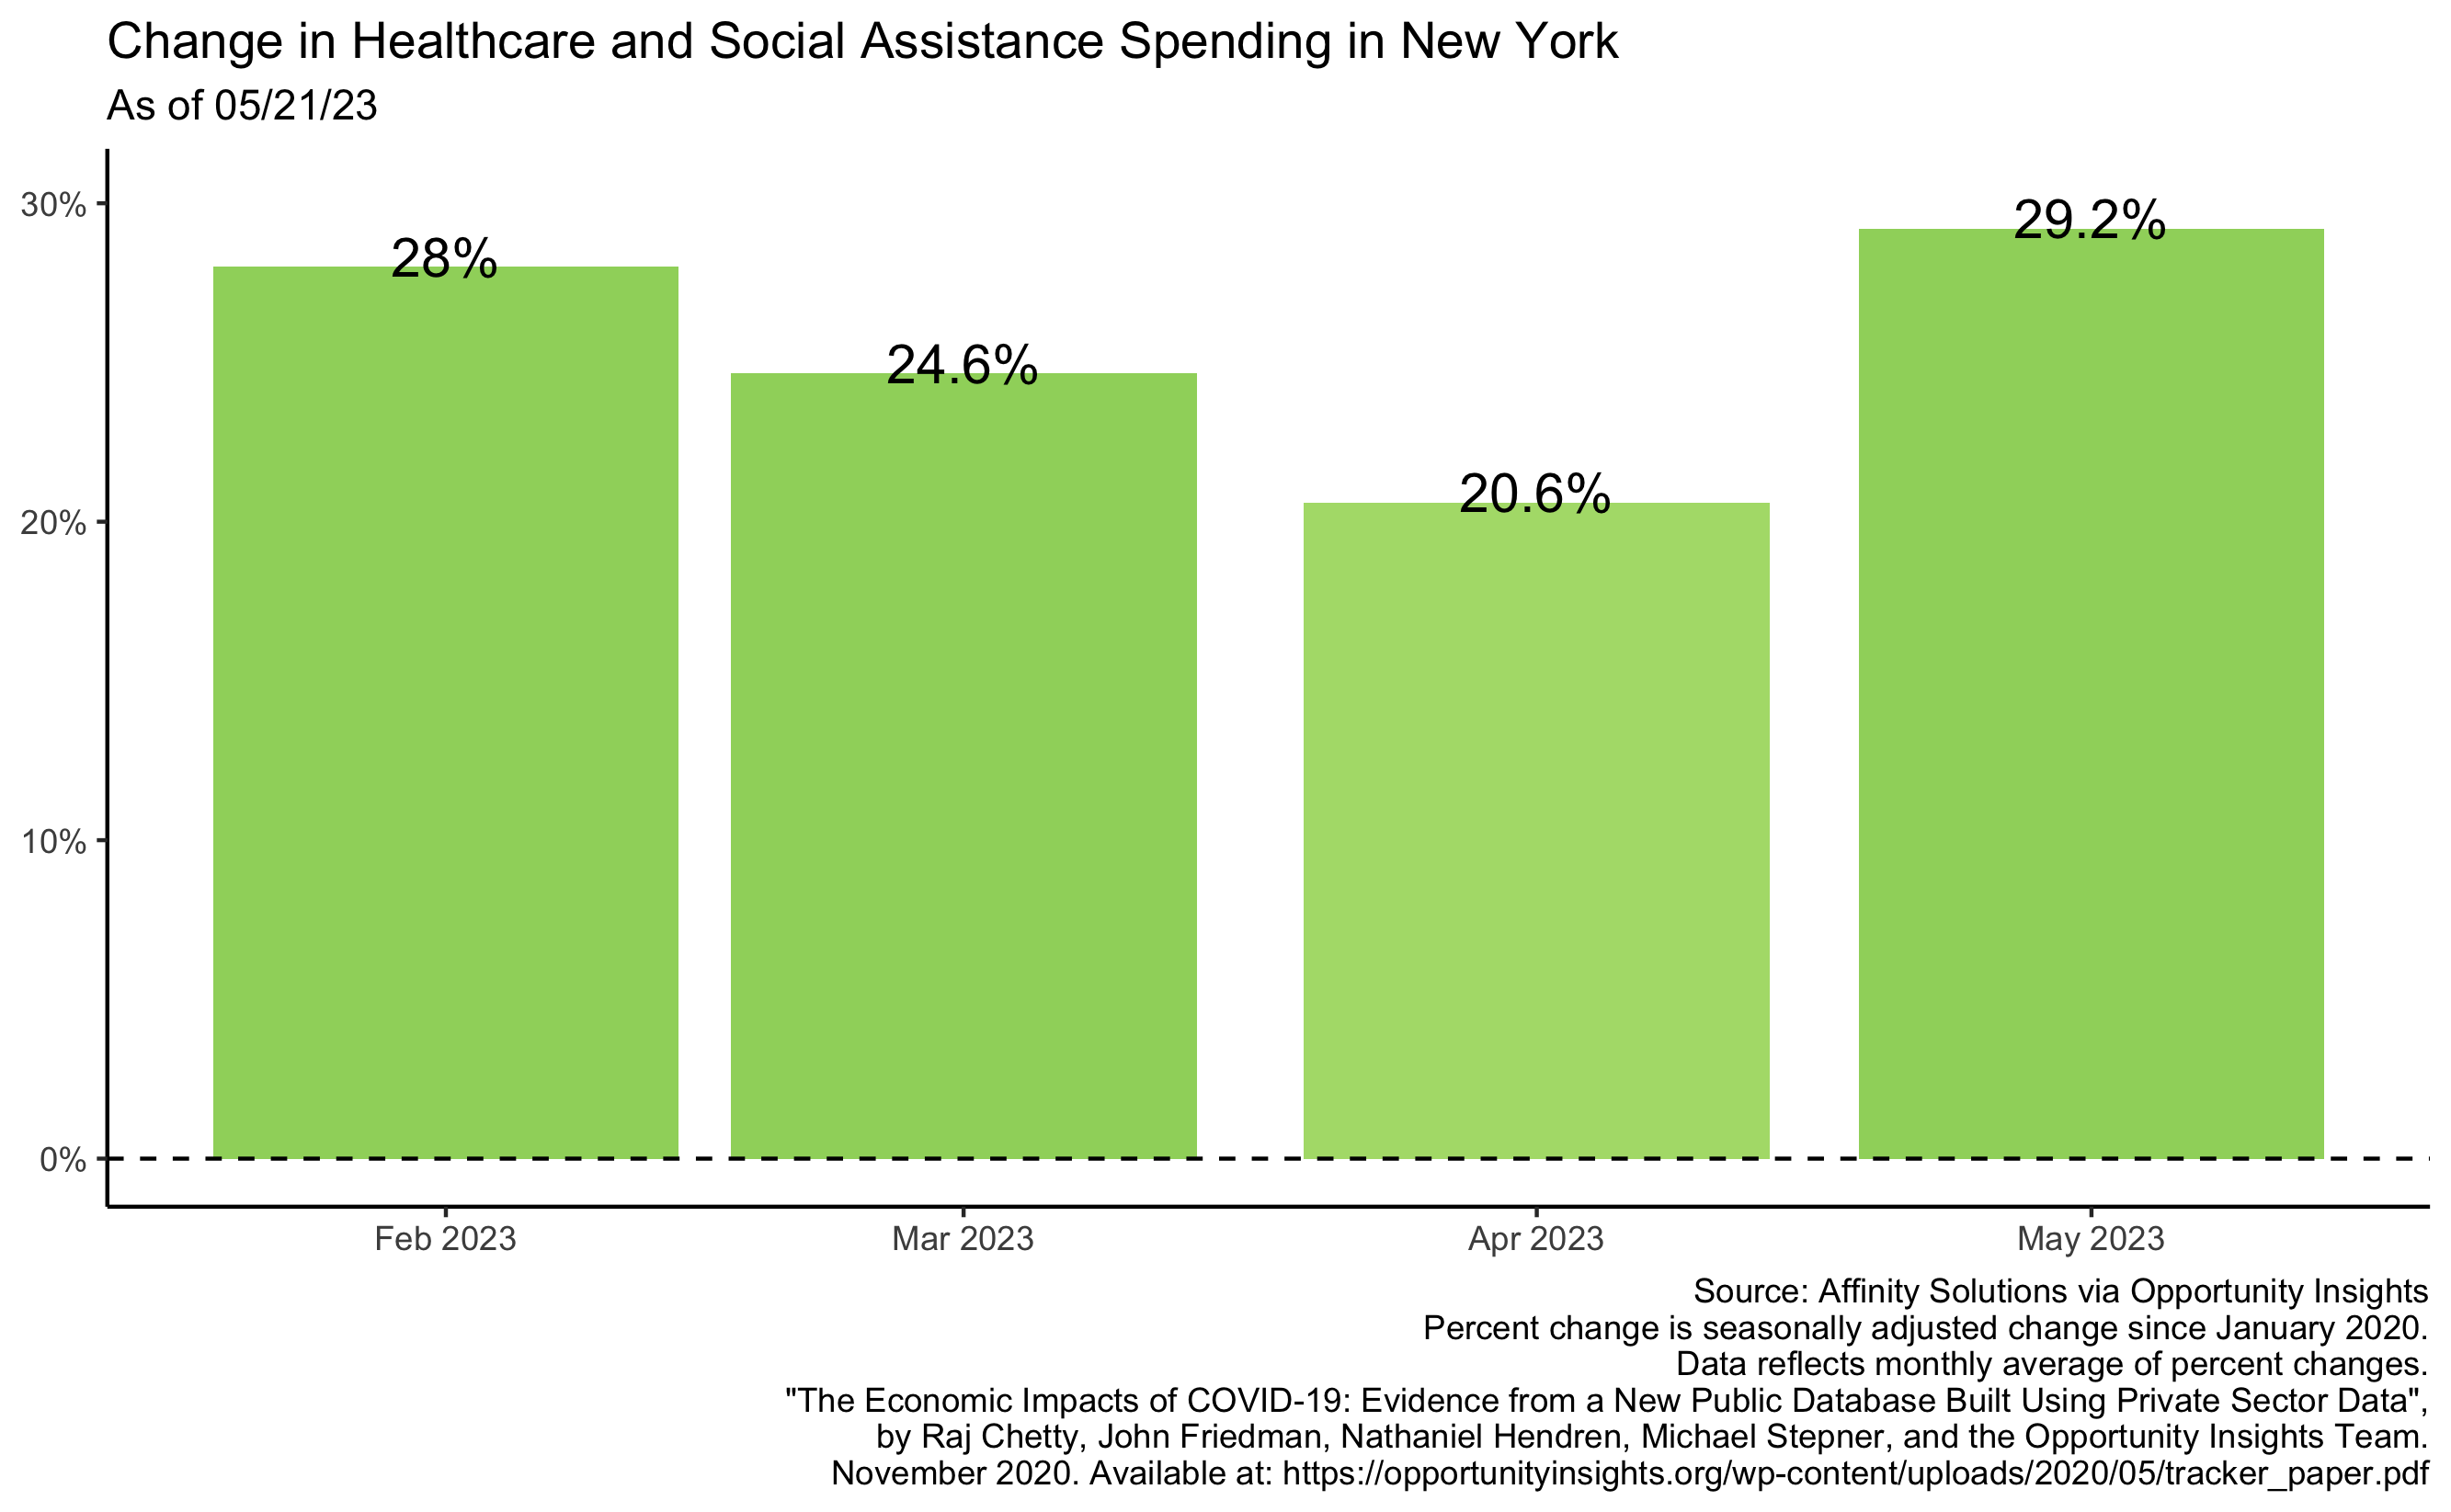 Change in Healthcare and Social Assistance Spending in New York
As of 05/21/23
30%
20%
10%
0%
28%
24.6%
20.6%
29.2%
Feb 2023
Mar 2023
Apr 2023
May 2023
Source: Affinity Solutions via Opportunity Insights
Percent change is seasonally adjusted change since January 2020.
Data reflects monthly average of percent changes.
"The Economic Impacts of COVID-19: Evidence from a New Public Database Built Using Private Sector Data",
by Raj Chetty, John Friedman, Nathaniel Hendren, Michael Stepner, and the Opportunity Insights Team.
November 2020. Available at: https://opportunityinsights.org/wp-content/uploads/2020/05/tracker_paper.pdf